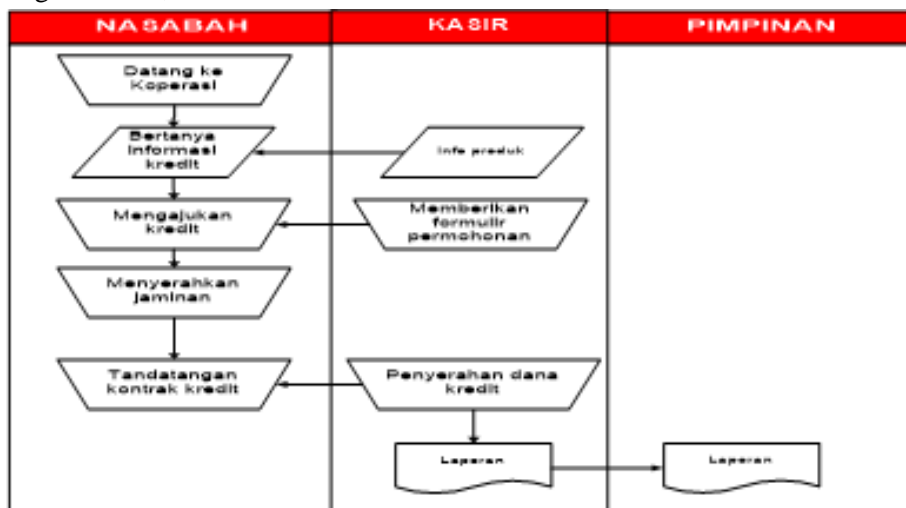 NASABAH
KASIR
PIMPINAN
Datang ke
Koperasi
Bertanya
Informasi
kredit
Info produk
Mengajukan
kredit
Memberikan
formulir
permohonan
Menyerahkan
jaminan
Tandatangan
kontrak kredit
Penyerahan dana
kredit
Laporan
Laporan